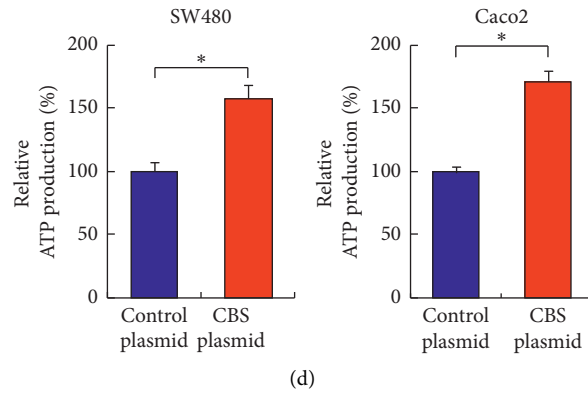 SW480
Relative
ATP production (%)
200
150
100
50
0
*
Control
plasmid
CBS
plasmid
Caco2
Relative
ATP production (%)
200
150
100
50
0
*
Control
plasmid
CBS
plasmid
(d)